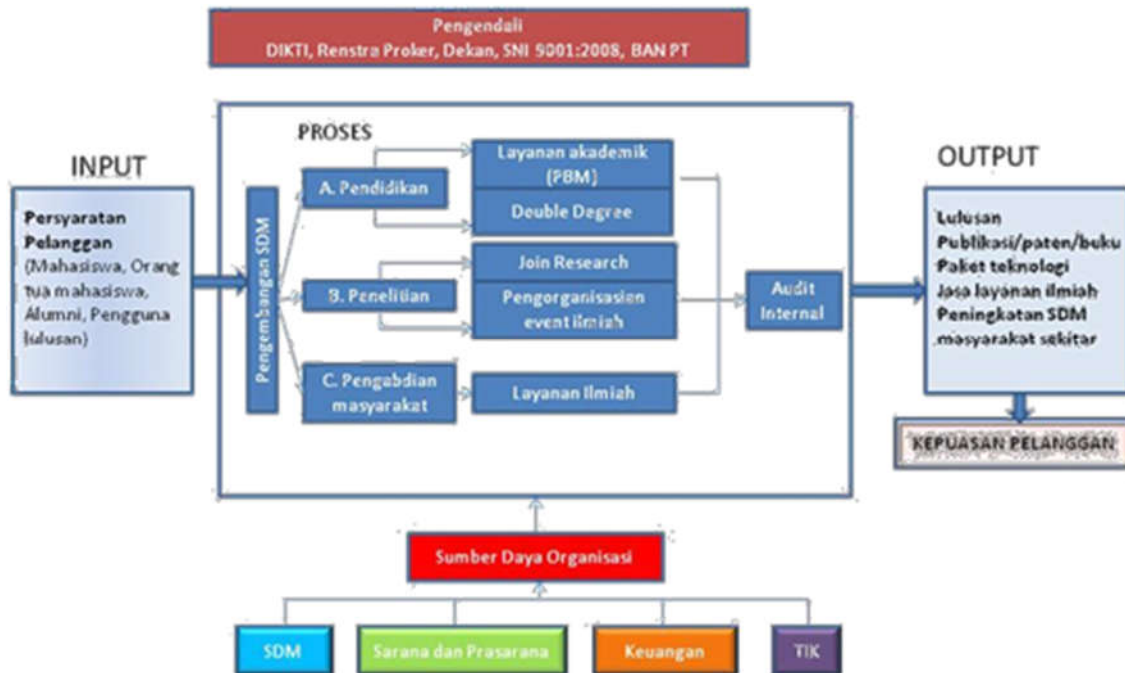 Pengendali
DIKTI, Renstra Proker, Dekan, SNI 9001:2008, BAN PT
INPUT
Persyaratan
Pelanggan
(Mahasiswa, Orang
tua mahasiswa,
Alumni, Pengguna
lulusan)
PROSES
Pengembangan SDM
A. Pendidikan
Layanan akademik
(PBM)
Double Degree
B. Penelitian
Join Research
Pengorganisasian
event ilmiah
C. Pengabdian
masyarakat
Layanan Ilmiah
Audit
Internal
OUTPUT
Lulusan
Publikasi/paten/buku
Paket teknologi
Jasa layanan ilmiah
Peningkatan SDM
masyarakat sekitar
KEPUASAN PELANGGAN
Sumber Daya Organisasi
SDM
Sarana dan Prasarana
Keuangan
TIK